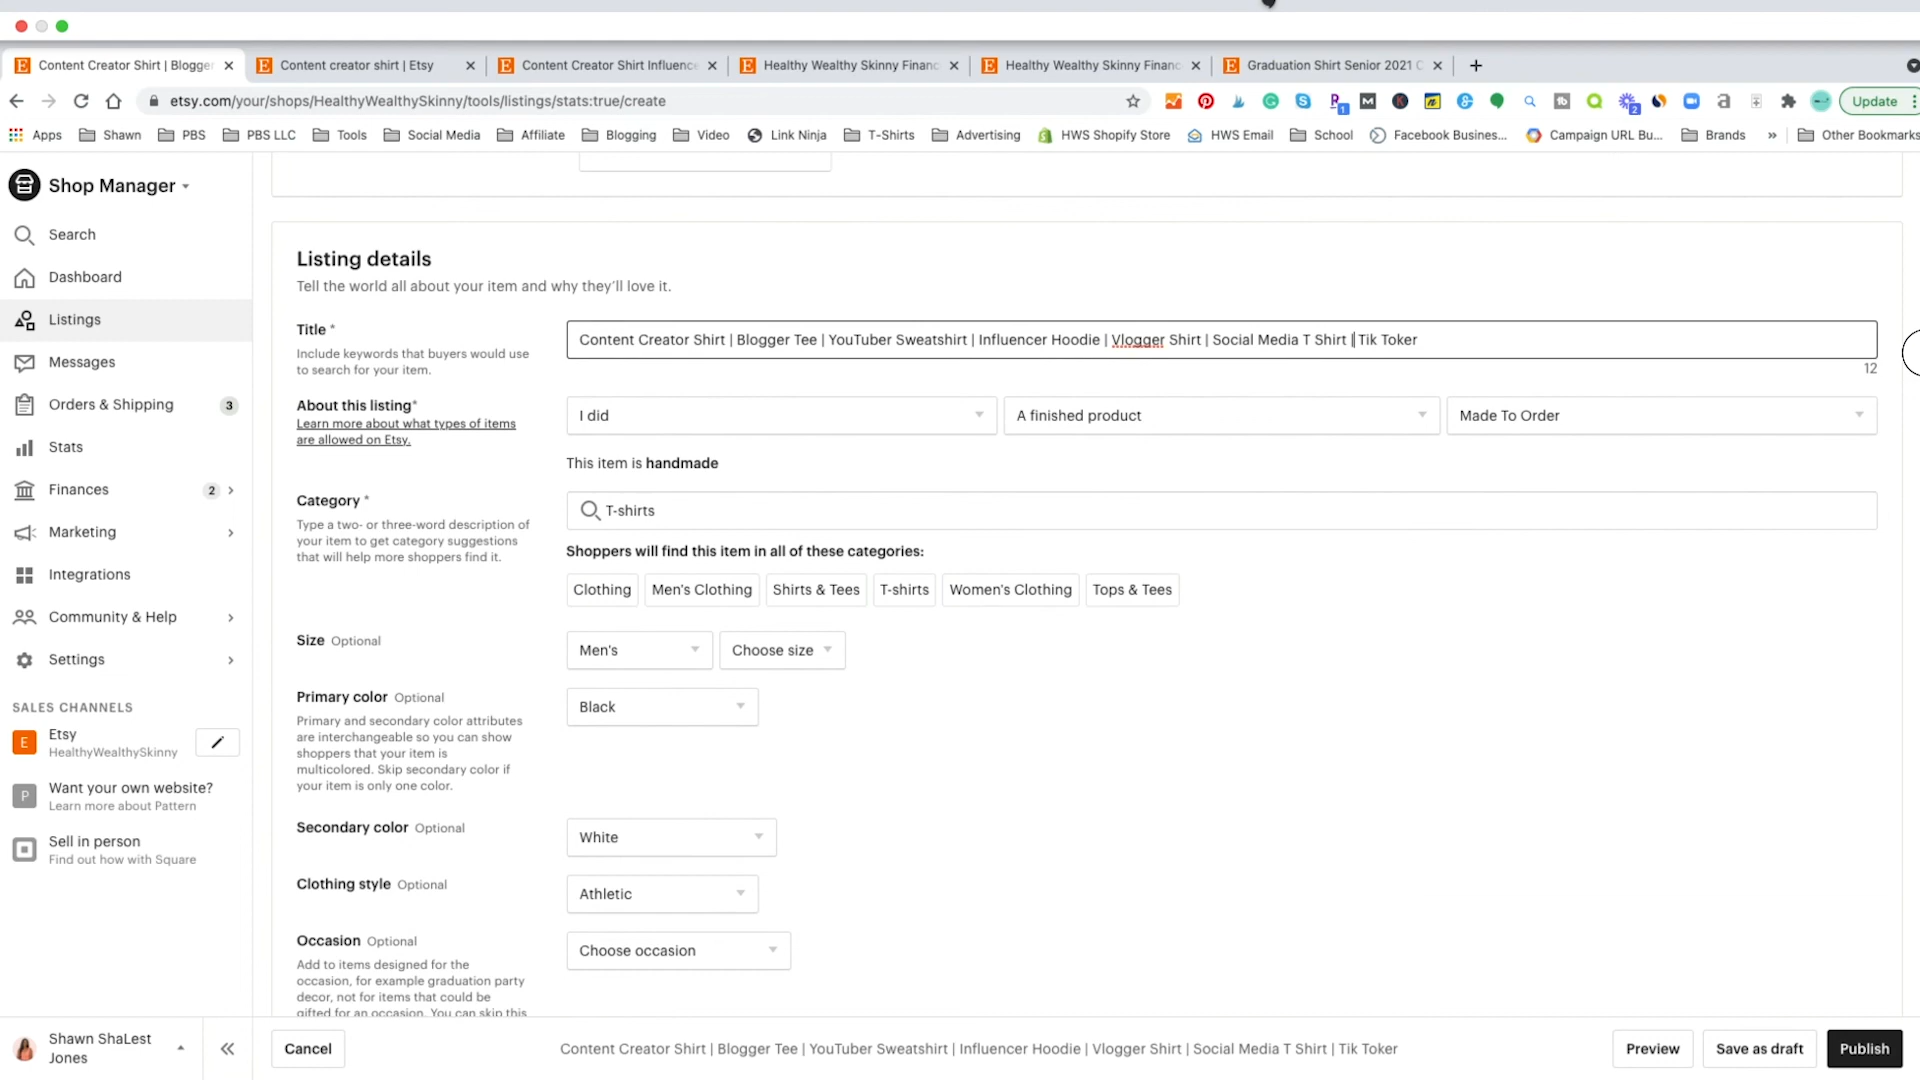 Content Creator Shirt | Blogger
Content creator shirt | Etsy
Content Creator Shirt Influence
Healthy Wealthy Skinny Financ
Healthy Wealthy Skinny Financ
Graduation Shirt Senior 2021 C
etsy.com/your/shops/HealthyWealthySkinny/tools/listings/stats:true/create
Update
Apps Shawn PBS PBS LLC Tools Social Media Affiliate Blogging Video Link Ninja T-Shirts Advertising HWS Shopify Store HWS Email School Facebook Busines... Campaign URL Bu... Brands » Other Bookmarks
Shop Manager
Search
Dashboard
Listings
Messages
Orders & Shipping 3
Stats
Finances 2
Marketing
Integrations
Community & Help
Settings
SALES CHANNELS
E Etsy
HealthyWealthySkinny
P Want your own website?
Learn more about Pattern
Sell in person
Find out how with Square
Shawn ShaLest
Jones
Listing details
Tell the world all about your item and why they'll love it.
Title *
Include keywords that buyers would use
to search for your item.
Content Creator Shirt | Blogger Tee | YouTuber Sweatshirt | Influencer Hoodie | Vlogger Shirt | Social Media T Shirt | Tik Toker
12
About this listing*
Learn more about what types of items
are allowed on Etsy.
I did
A finished product
Made To Order
This item is handmade
Category *
Type a two- or three-word description of
your item to get category suggestions
that will help more shoppers find it.
T-shirts
Shoppers will find this item in all of these categories:
Clothing Men's Clothing Shirts & Tees T-shirts Women's Clothing Tops & Tees
Size Optional
Men's Choose size
Primary color Optional
Primary and secondary color attributes
are interchangeable so you can show
shoppers that your item is
multicolored. Skip secondary color if
your item is only one color.
Black
Secondary color Optional
White
Clothing style Optional
Athletic
Occasion Optional
Add to items designed for the
occasion, for example graduation party
decor, not for items that could be
gifted for an occasion. You can skip this
Choose occasion
Cancel
Content Creator Shirt | Blogger Tee | YouTuber Sweatshirt | Influencer Hoodie | Vlogger Shirt | Social Media T Shirt | Tik Toker
Preview
Save as draft
Publish